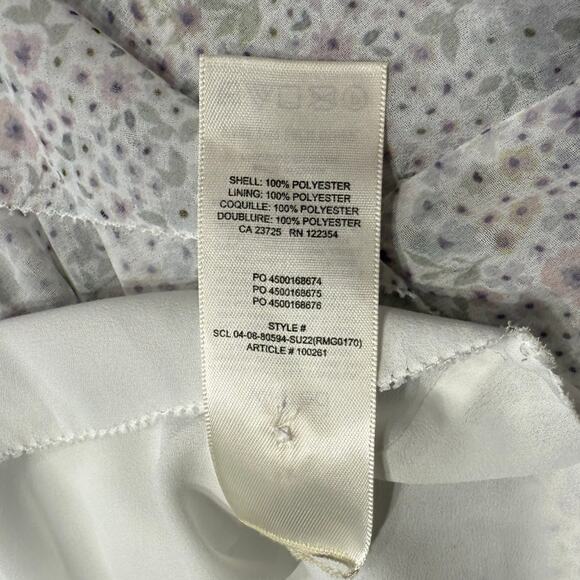 SHELL: 100% POLYESTER
LINING: 100% POLYESTER
COQUILLE: 100% POLYESTER
DOUBLURE: 100% POLYESTER
CA 23725 RN 122354
PO 4500168674
PO 4500168675
PO 4500168676
STYLE #
SCL 04-06-80594-SU22(RMG0170)
ARTICLE # 100261